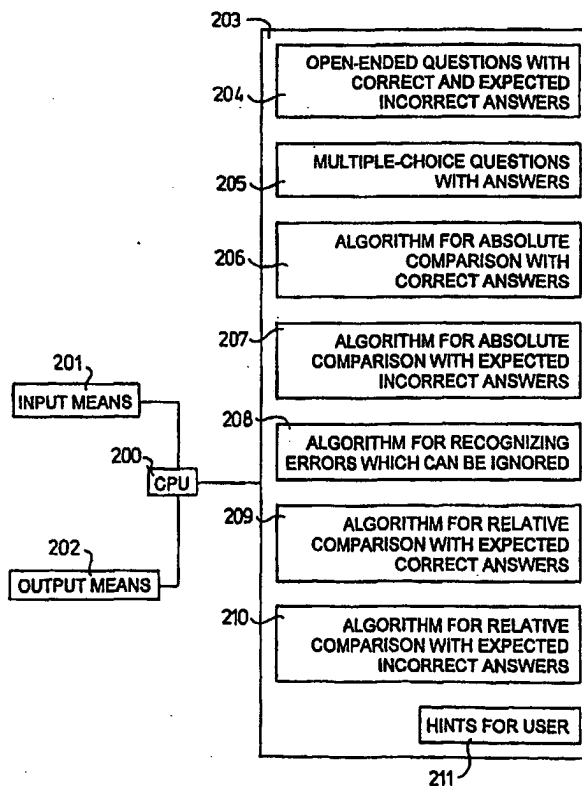 203
OPEN-ENDED QUESTIONS WITH
CORRECT AND EXPECTED
INCORRECT ANSWERS
204
MULTIPLE-CHOICE QUESTIONS
WITH ANSWERS
205
ALGORITHM FOR ABSOLUTE
COMPARISON WITH
CORRECT ANSWERS
206
207
ALGORITHM FOR ABSOLUTE
COMPARISON WITH EXPECTED
INCORRECT ANSWERS
201
INPUT MEANS
208
ALGORITHM FOR RECOGNIZING
ERRORS WHICH CAN BE IGNORED
200
CPU
209
ALGORITHM FOR RELATIVE
COMPARISON WITH EXPECTED
CORRECT ANSWERS
202
OUTPUT MEANS
210
ALGORITHM FOR RELATIVE
COMPARISON WITH EXPECTED
INCORRECT ANSWERS
HINTS FOR USER
211